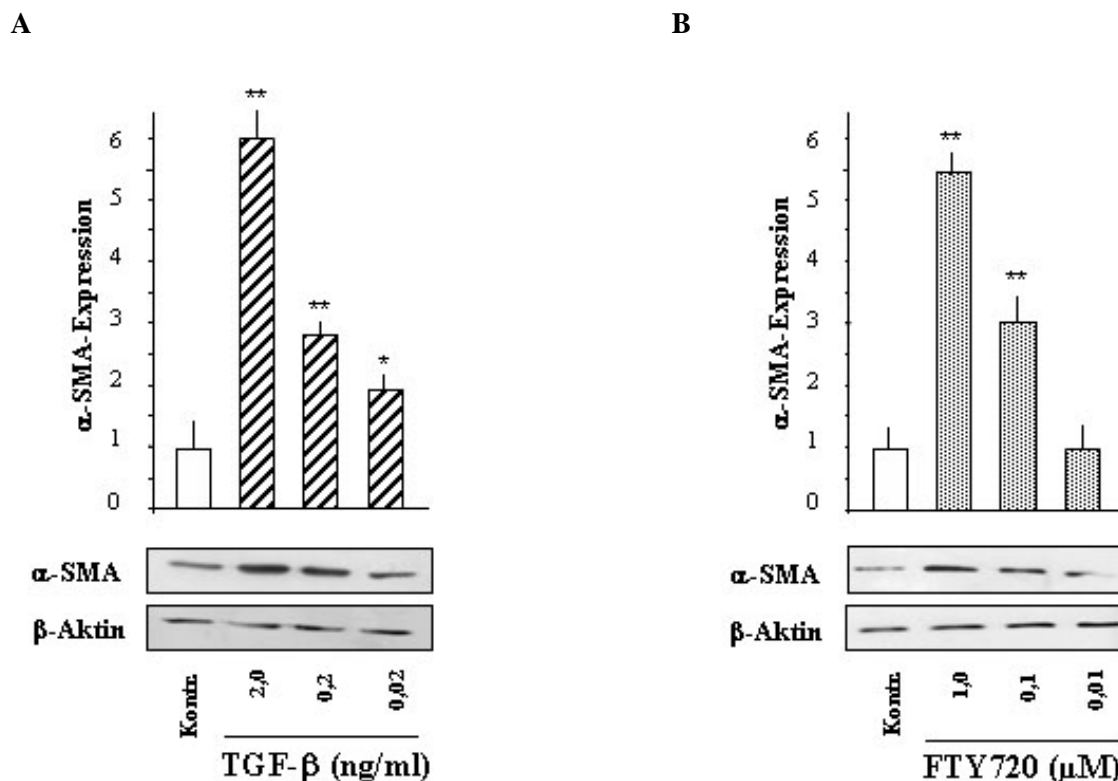 A
B
**
**
*
6
5
4
3
2
1
0
α-SMA-Expression
α-SMA
β-Aktin
Kontr.
2,0
0,2
0,02
TGF-β (ng/ml)
**
**
6
5
4
3
2
1
0
α-SMA-Expression
α-SMA
β-Aktin
Kontr.
1,0
0,1
0,01
FTY720 (μM)